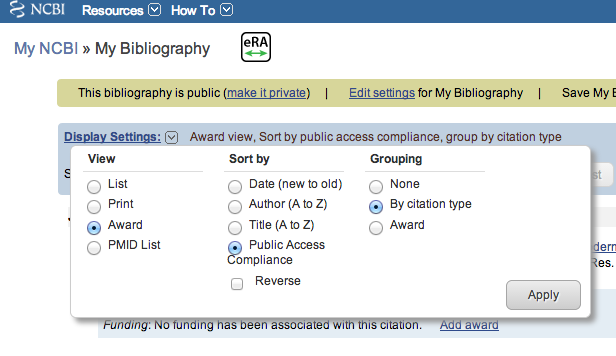 NCBI Resources How To
My NCBI » My Bibliography eRA
This bibliography is public (make it private) | Edit settings for My Bibliography | Save My
Display Settings: Award view, Sort by public access compliance, group by citation type
View Sort by Grouping
List Date (new to old) None
Print Author (A to Z) By citation type
Award Title (A to Z) Award
PMID List Public Access
Compliance
Reverse
Res.
Apply
Funding: No funding has been associated with this citation. Add award